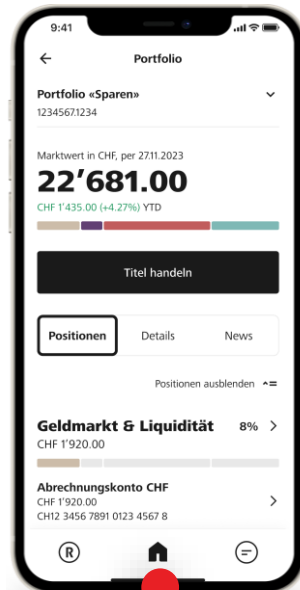 9:41
Portfolio
Portfolio «Sparen»
1234567.1234
Marktwert in CHF, per 27.11.2023
22’681.00
CHF 1’435.00 (+4.27%) YTD
Titel handeln
Positionen Details News
Positionen ausblenden
Geldmarkt & Liquidität 8%
CHF 1’920.00
Abrechnungskonto CHF
CHF 1’920.00
CH12 3456 7891 0123 4567 8
R